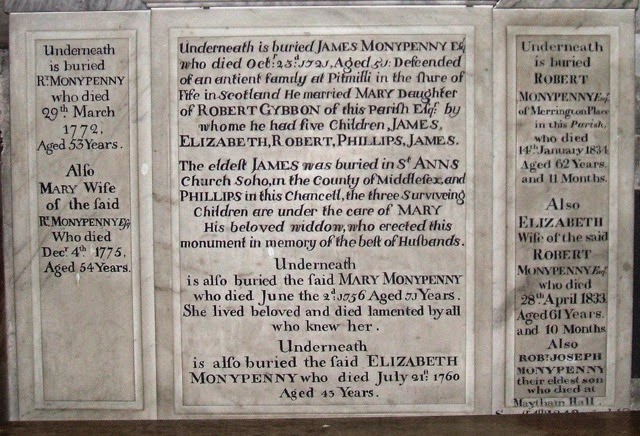 Underneath
is buried
Rt. MONYPENNY
who died
29th. March
1772,
Aged 53 Years.
Alſo
MARY Wife
of the ſaid
Rt. MONYPENNY Eſq
Who died
Decr. 4th 1775,
Aged 54 Years.
Underneath is buried JAMES MONYPENNY Eſq
who died Octr. 25th. 1721, Aged 51: Deſcended
of an antient family at Pitmilli in the ſhire of
Fife in Scotland He married MARY Daughter
of ROBERT GYBBON of this Pariſh Eſqr. by
whome he had five Children, JAMES,
ELIZABETH, ROBERT, PHILLIPS, JAMES.
The eldeſt JAMES was buried in St ANNS
Church Soho, in the County of Middleſex, and
PHILLIPS in this Chancell, the three Surviveing
Children are under the care of MARY
His beloved widdow, who erected this
monument in memory of the beſt of Huſbands.
Underneath
is alſo buried the ſaid MARY MONYPENNY
who died June the 2d. 1756 Aged 71 Years.
She lived beloved and died lamented by all
who knew her.
Underneath
is alſo buried the ſaid ELIZABETH
MONYPENNY who died July 21st. 1760
Aged 43 Years.
Underneath
is buried
ROBERT
MONYPENNY Esqr.
of Merrington Place
in this Parish,
who died
14th January 1834
Aged 62 Years.
and 11 Months.
Also
ELIZABETH
Wife of the said
ROBERT
MONYPENNY Esqr.
who died
28th. April 1833.
Aged 61 Years.
and 10 Months
Also
ROBt. JOSEPH
MONYPENNY
their eldest son
who died at
Maytham Hall.